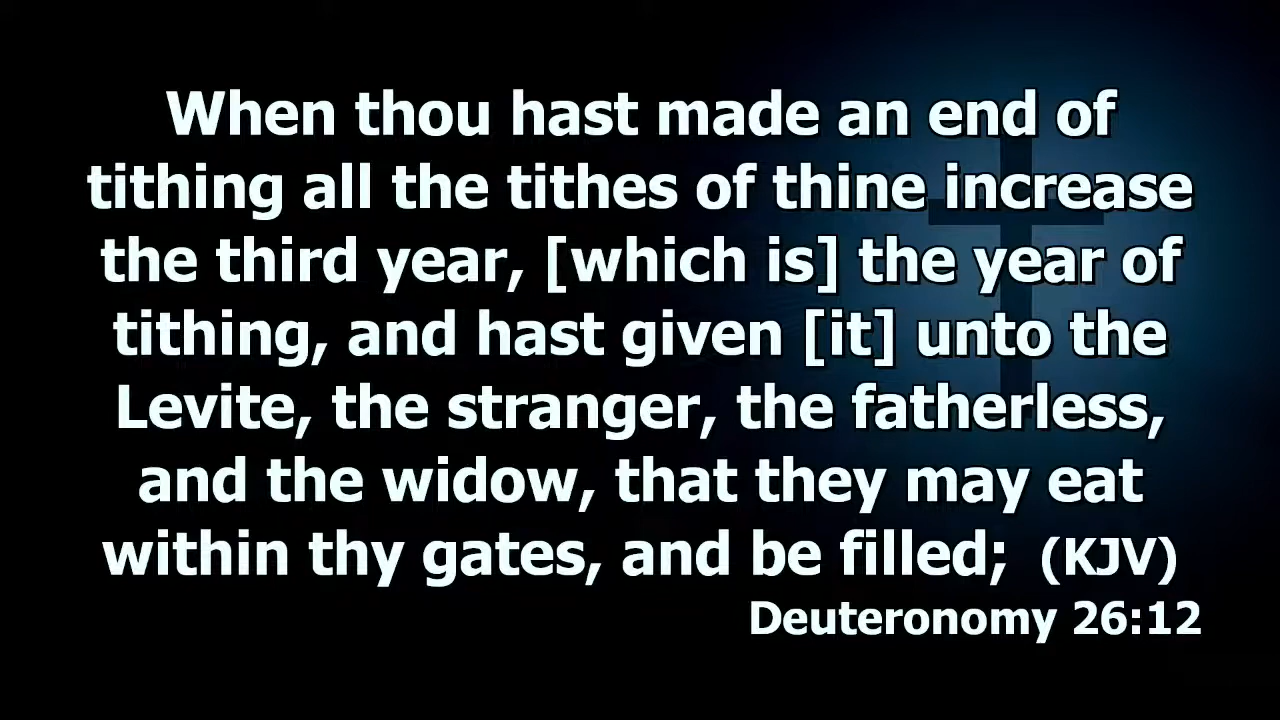 When thou hast made an end of
tithing all the tithes of thine increase
the third year, [which is] the year of
tithing, and hast given [it] unto the
Levite, the stranger, the fatherless,
and the widow, that they may eat
within thy gates, and be filled; (KJV)
Deuteronomy 26:12